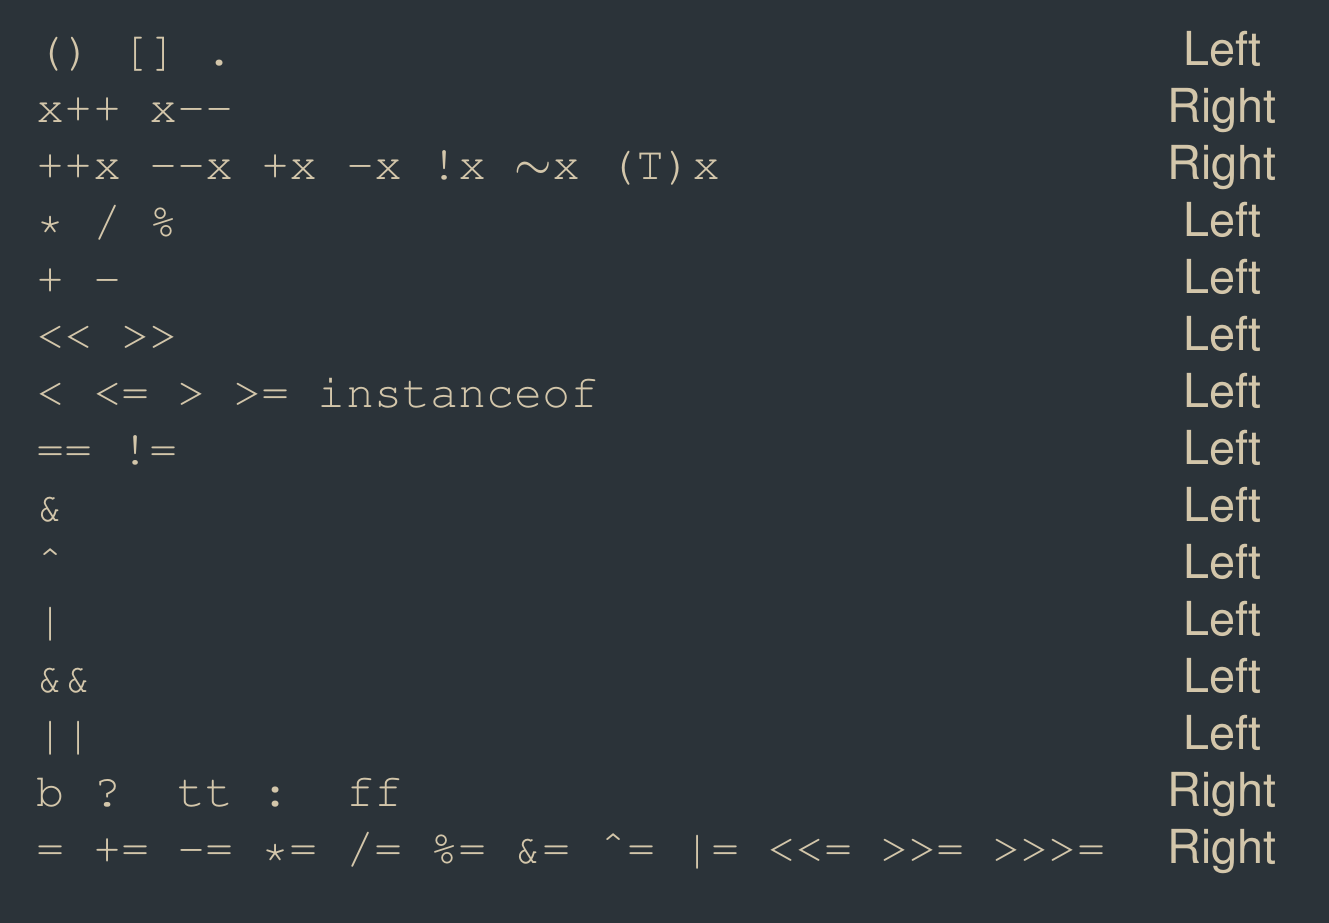 () [] . Left
x++ x-- Right
++x --x +x -x !x ~x (T)x Right
* / % Left
+ - Left
<< >> Left
< <= > >= instanceof Left
== != Left
& Left
^ Left
| Left
&& Left
|| Left
b ? tt : ff Right
= += -= *= /= %= &= ^= |= <<= >>= >>>= Right